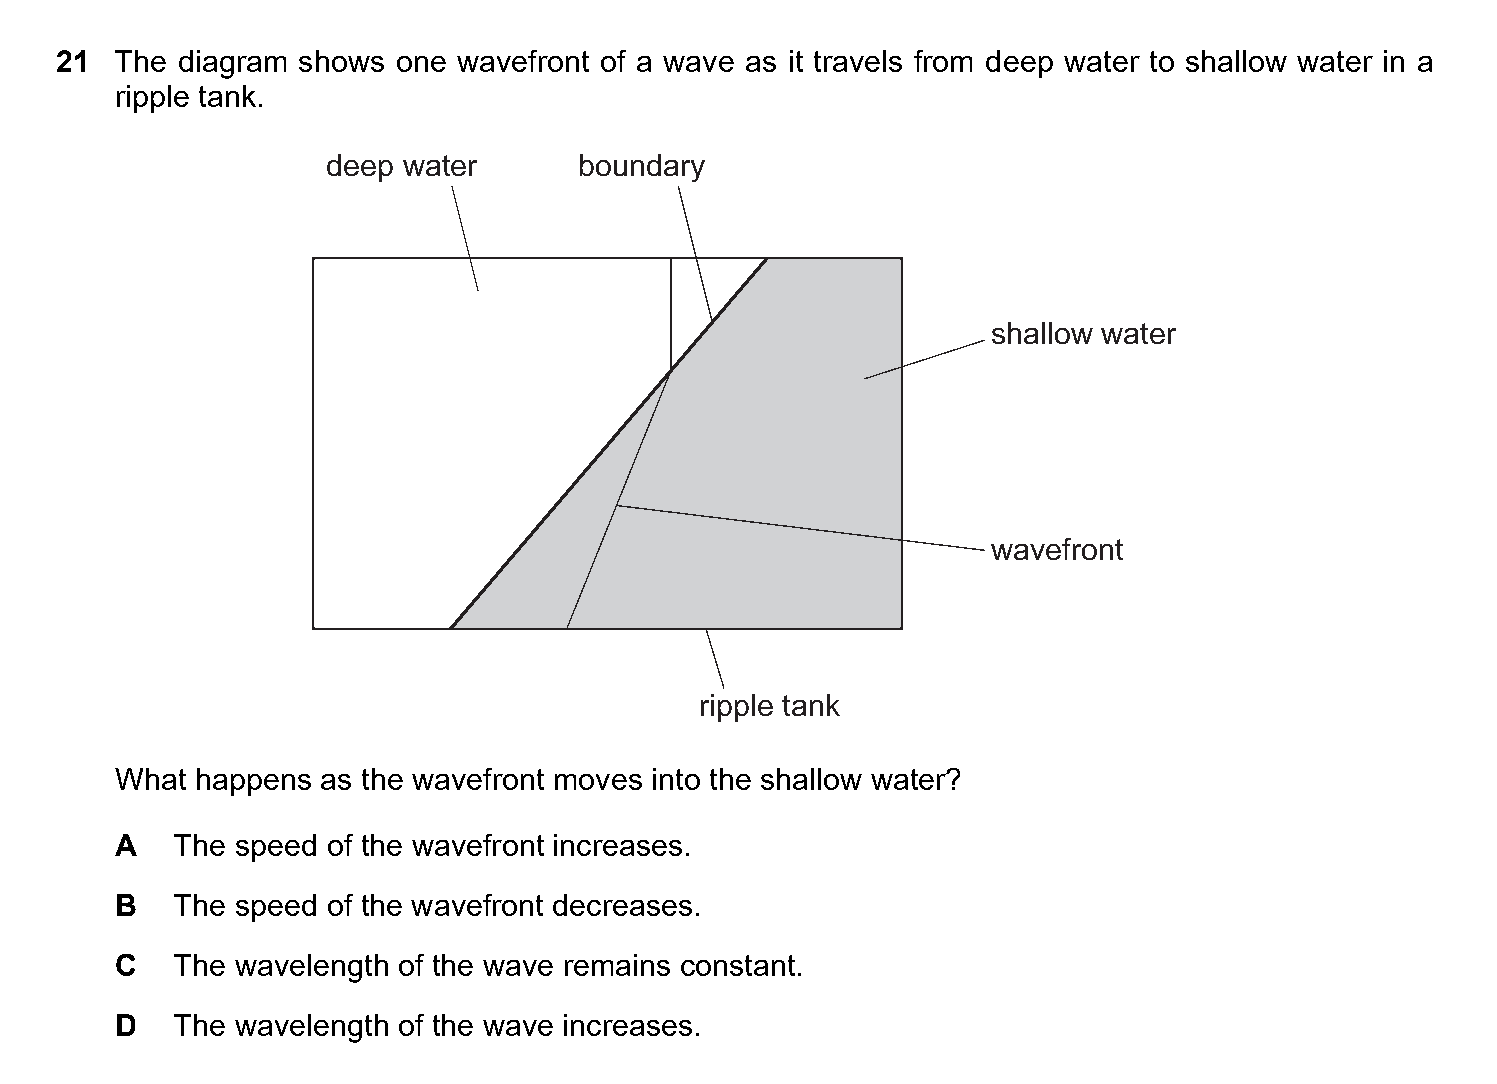 21 The diagram shows one wavefront of a wave as it travels from deep water to shallow water in a
ripple tank.
deep water
boundary
shallow water
wavefront
ripple tank
What happens as the wavefront moves into the shallow water?
A The speed of the wavefront increases.
B The speed of the wavefront decreases.
C The wavelength of the wave remains constant.
D The wavelength of the wave increases.